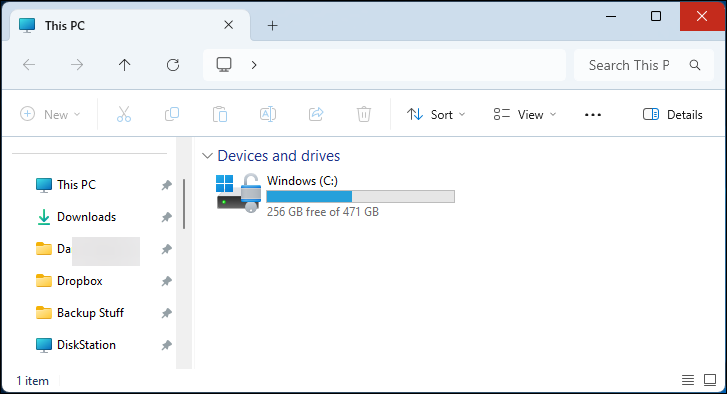 This PC
Search This P
New
Sort
View
Details
Devices and drives
Windows (C:)
256 GB free of 471 GB
This PC
Downloads
Da
Dropbox
Backup Stuff
DiskStation
1 item